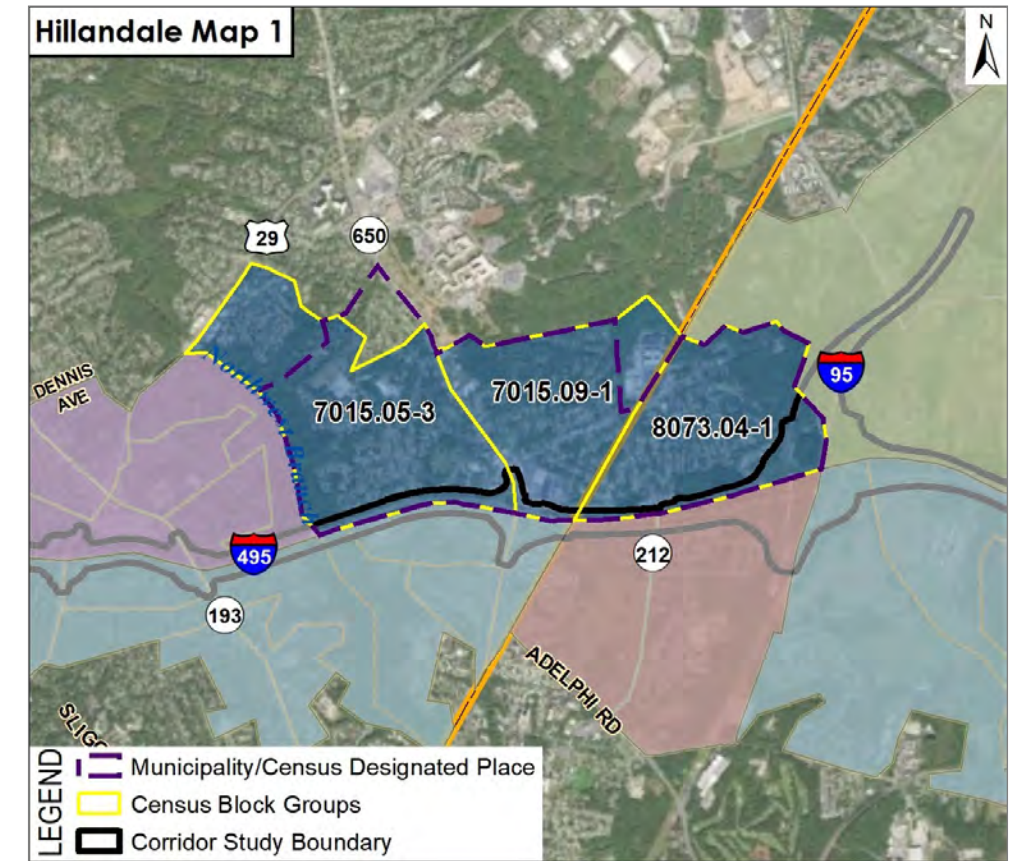 Hillandale Map 1
N
29
650
DENNIS
AVE
95
7015.05-3
7015.09-1
8073.04-1
495
212
193
ADELPHI RD
LEGEND
Municipality/Census Designated Place
Census Block Groups
Corridor Study Boundary